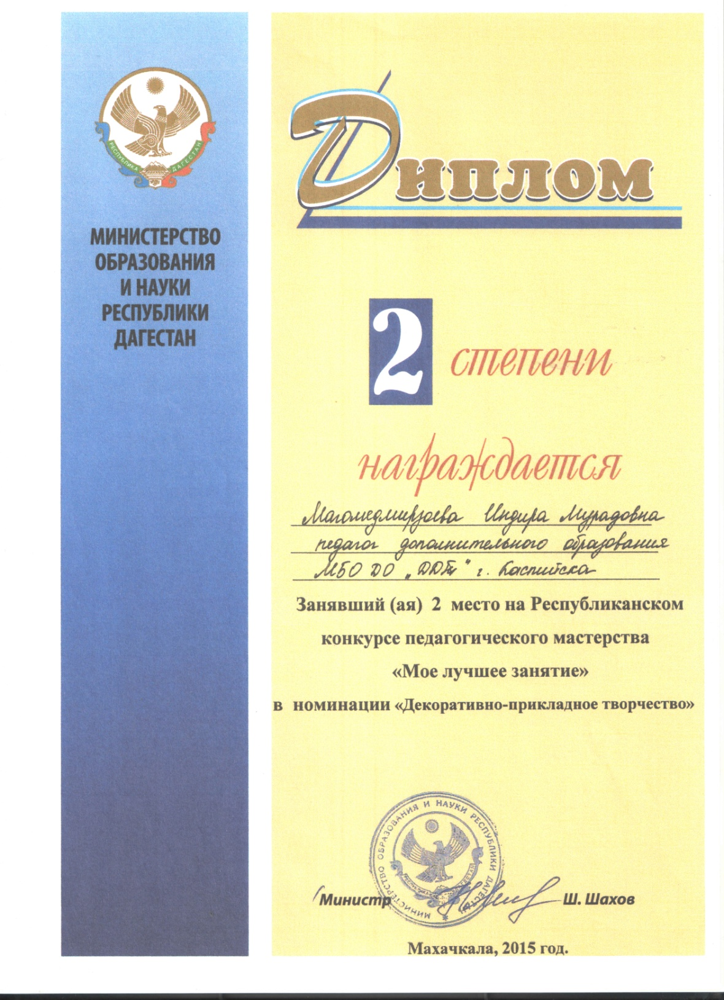 РЕСПУБЛИКА ДАГЕСТАН
МИНИСТЕРСТВО
ОБРАЗОВАНИЯ
И НАУКИ
РЕСПУБЛИКИ
ДАГЕСТАН
Диплом
2 степени
награждается
Магомедмирзоева Индира Мурадовна
педагог дополнительного образования
МБО ДО „ДДТ" г. Каспийска
Занявший (ая) 2 место на Республиканском
конкурсе педагогического мастерства
«Мое лучшее занятие»
в номинации «Декоративно-прикладное творчество»
МИНИСТЕРСТВО ОБРАЗОВАНИЯ И НАУКИ РЕСПУБЛИКИ ДАГЕСТАН
Министр Ш. Шахов
Махачкала, 2015 год.